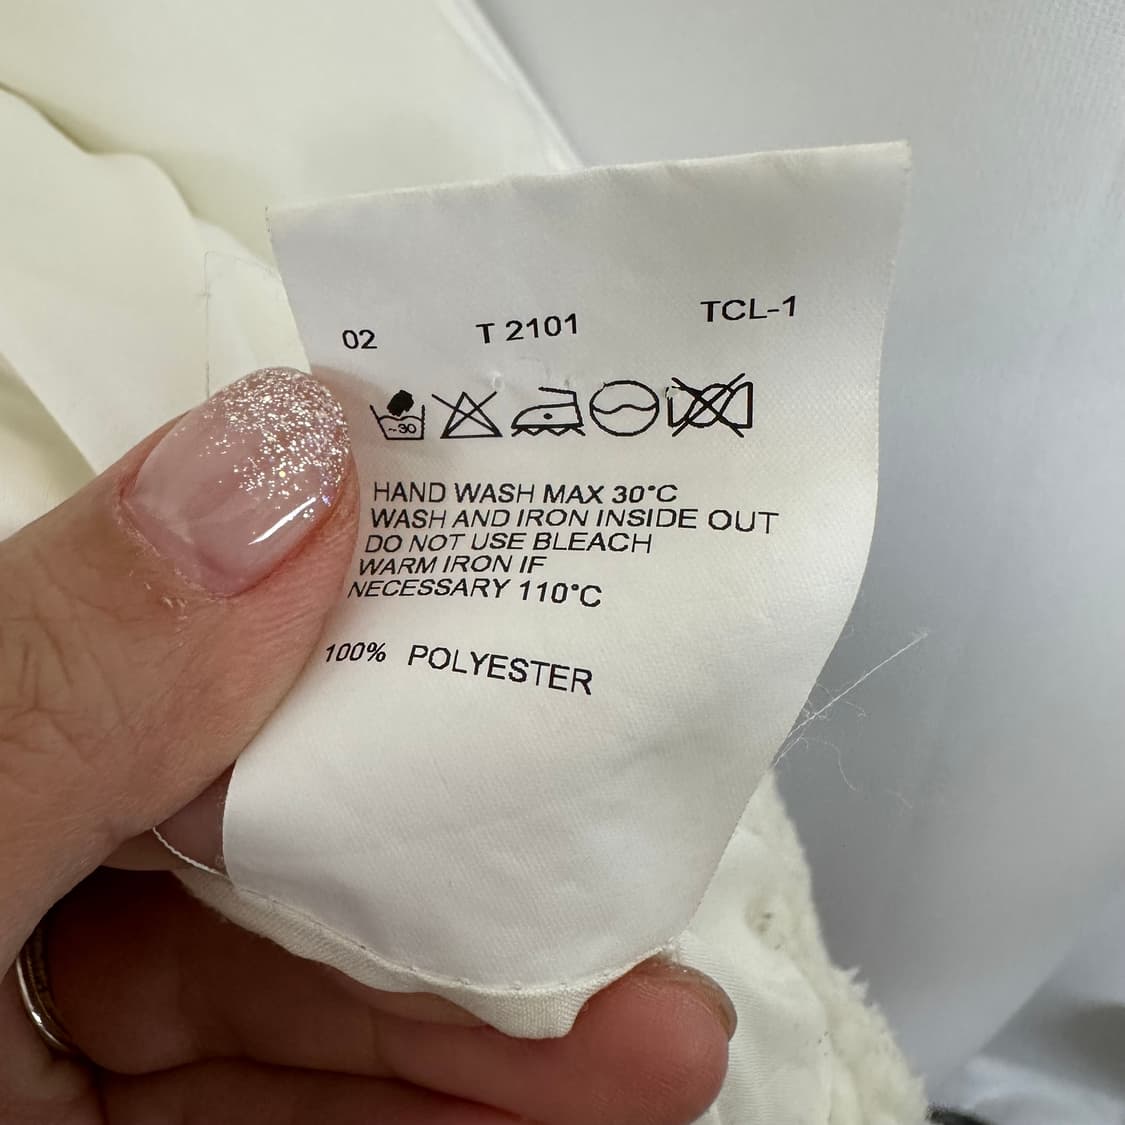 02 T 2101 TCL-1
~30
HAND WASH MAX 30°C
WASH AND IRON INSIDE OUT
DO NOT USE BLEACH
WARM IRON IF
NECESSARY 110°C
100% POLYESTER